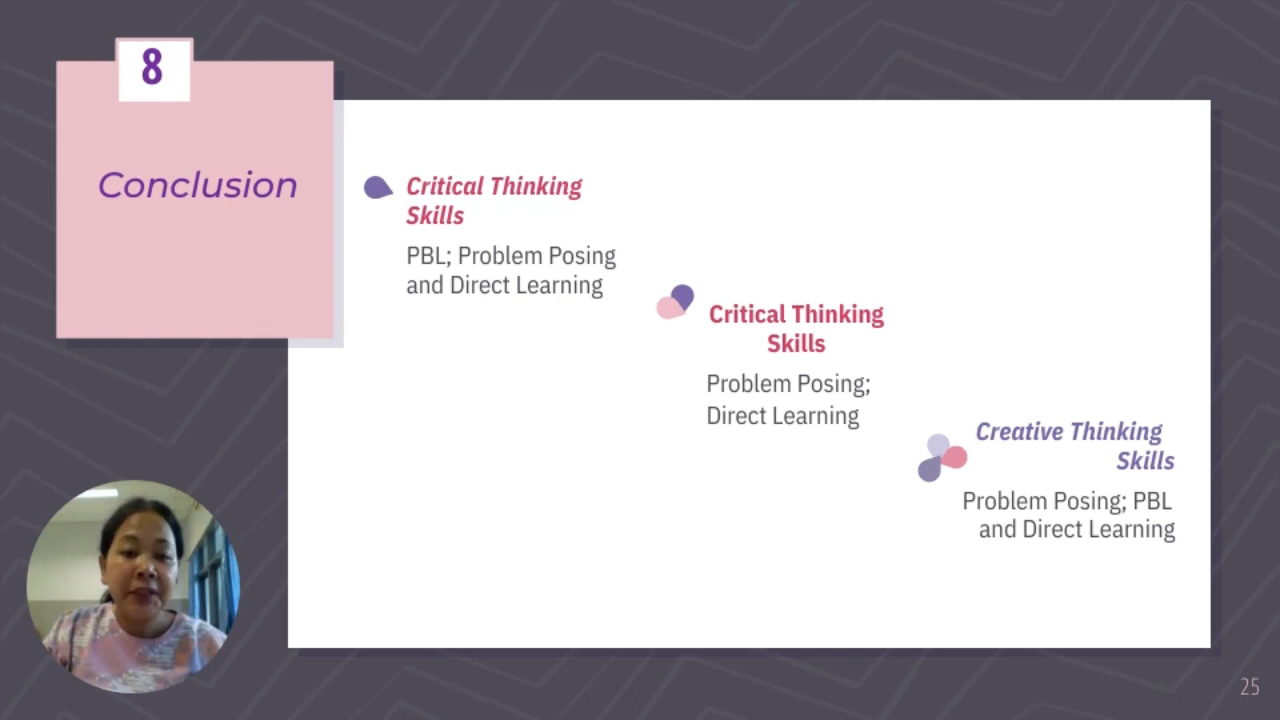 8
Conclusion
Critical Thinking
Skills
PBL; Problem Posing
and Direct Learning
Critical Thinking
Skills
Problem Posing;
Direct Learning
Creative Thinking
Skills
Problem Posing; PBL
and Direct Learning
25